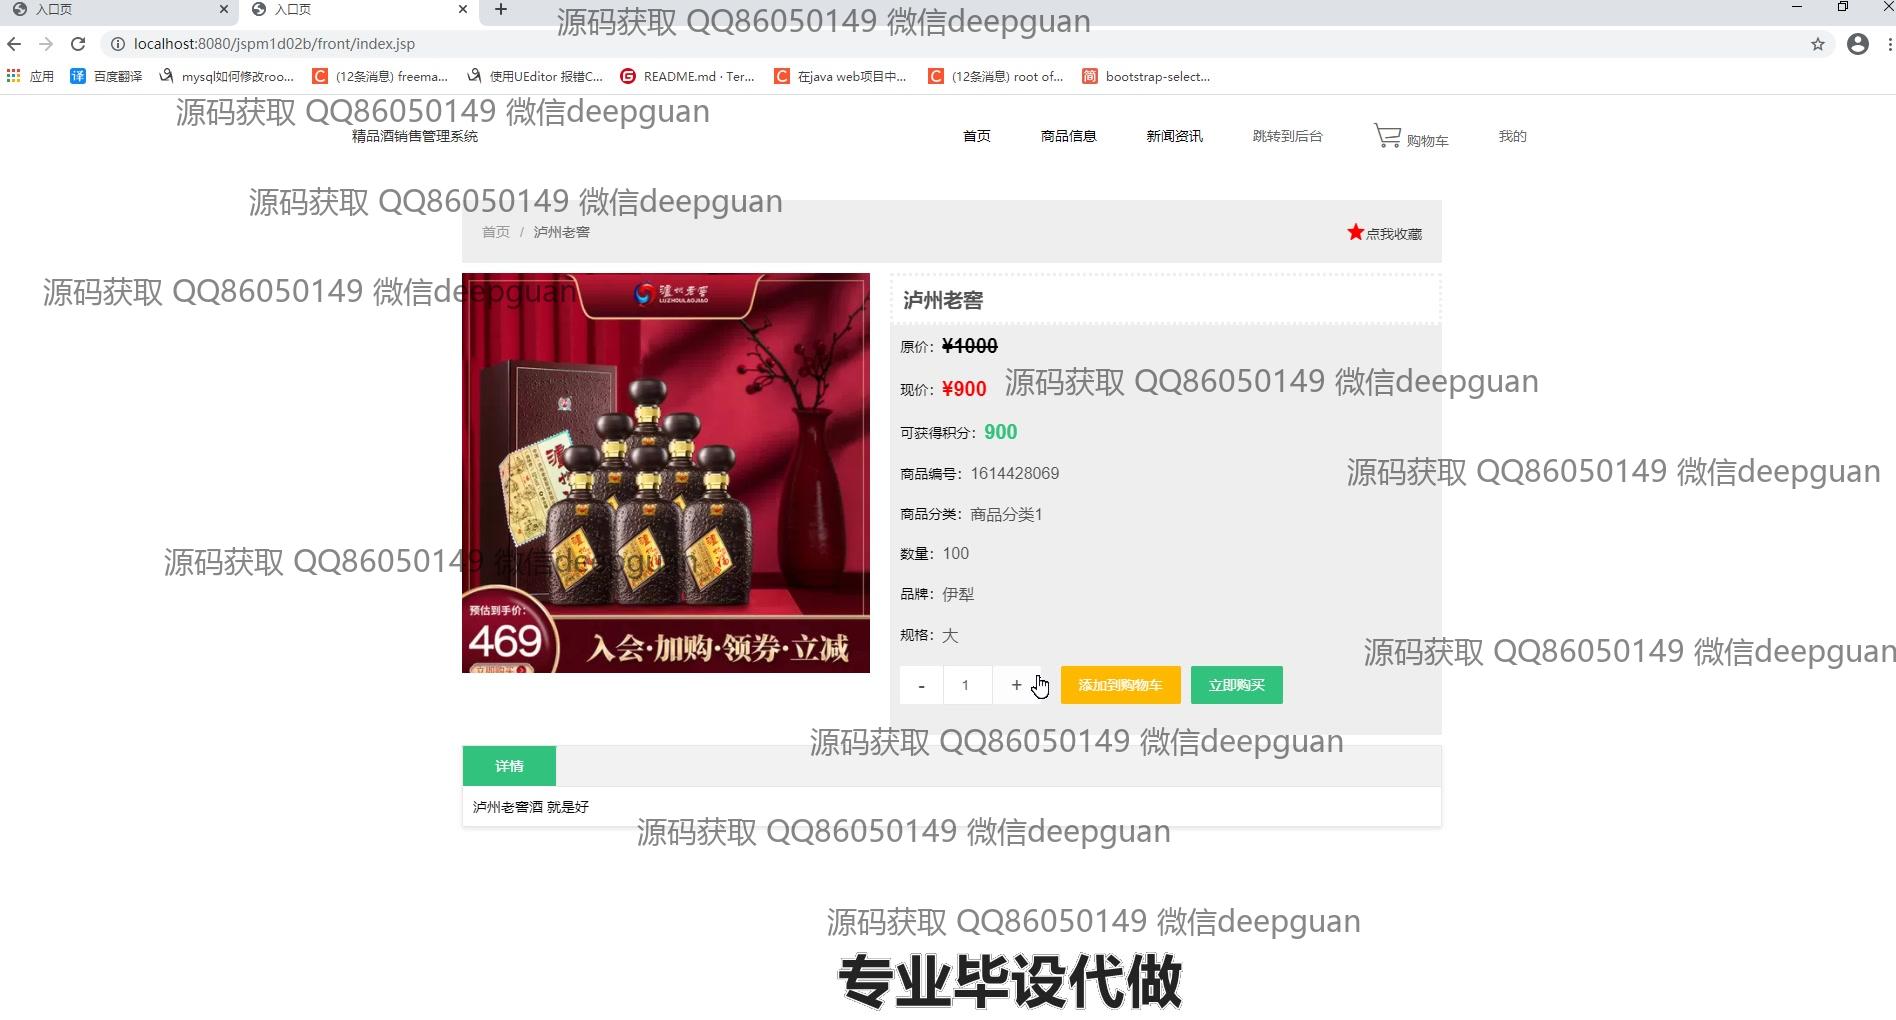 入口页
入口页
源码获取 QQ86050149 微信deepguan
localhost:8080/jspm1d02b/front/index.jsp
应用 百度翻译 mysql如何修改roo... (12条消息) freema... 使用UEditor 报错C... README.md · Ter... 在java web项目中... (12条消息) root of... bootstrap-select...
源码获取 QQ86050149 微信deepguan
精品酒销售管理系统 首页 商品信息 新闻资讯 跳转到后台 购物车 我的
源码获取 QQ86050149 微信deepguan
首页 / 泸州老窖 点我收藏
源码获取 QQ86050149 微信deepguan
泸州老窖
LUZHOULAOJIAO
泸州老窖
原价: ¥1000
现价: ¥900
源码获取 QQ86050149 微信deepguan
可获得积分: 900
商品编号: 1614428069
源码获取 QQ86050149 微信deepguan
商品分类: 商品分类1
数量: 100
源码获取 QQ86050149 微信deepguan
品牌: 伊犁
规格: 大
预估到手价:
469
立即购买
入会·加购·领券·立减
源码获取 QQ86050149 微信deepguan
- 1 + 添加到购物车 立即购买
源码获取 QQ86050149 微信deepguan
详情
泸州老窖酒 就是好
源码获取 QQ86050149 微信deepguan
源码获取 QQ86050149 微信deepguan
专业毕设代做